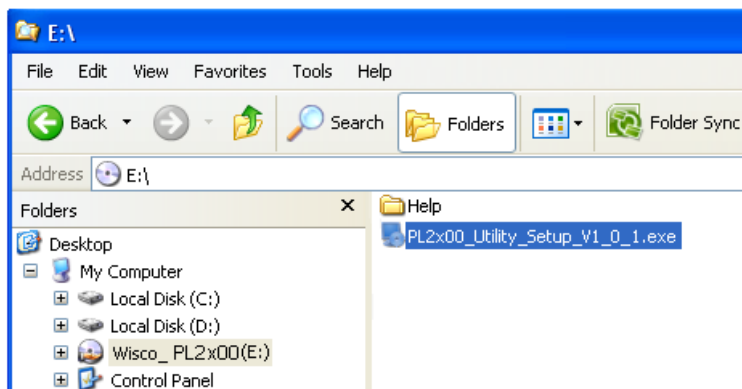 E:\
File Edit View Favorites Tools Help
Back Search Folders Folder Sync
Address E:\
Folders
Help
PL2x00_Utility_Setup_V1_0_1.exe
Desktop
My Computer
Local Disk (C:)
Local Disk (D:)
Wisco_ PL2x00(E:)
Control Panel